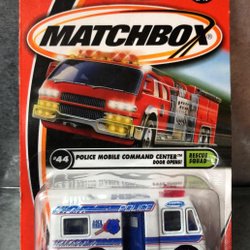 MATCHBOX
#44
POLICE MOBILE COMMAND CENTER™
DOOR OPENS!
RESCUE
SQUAD
POLICE